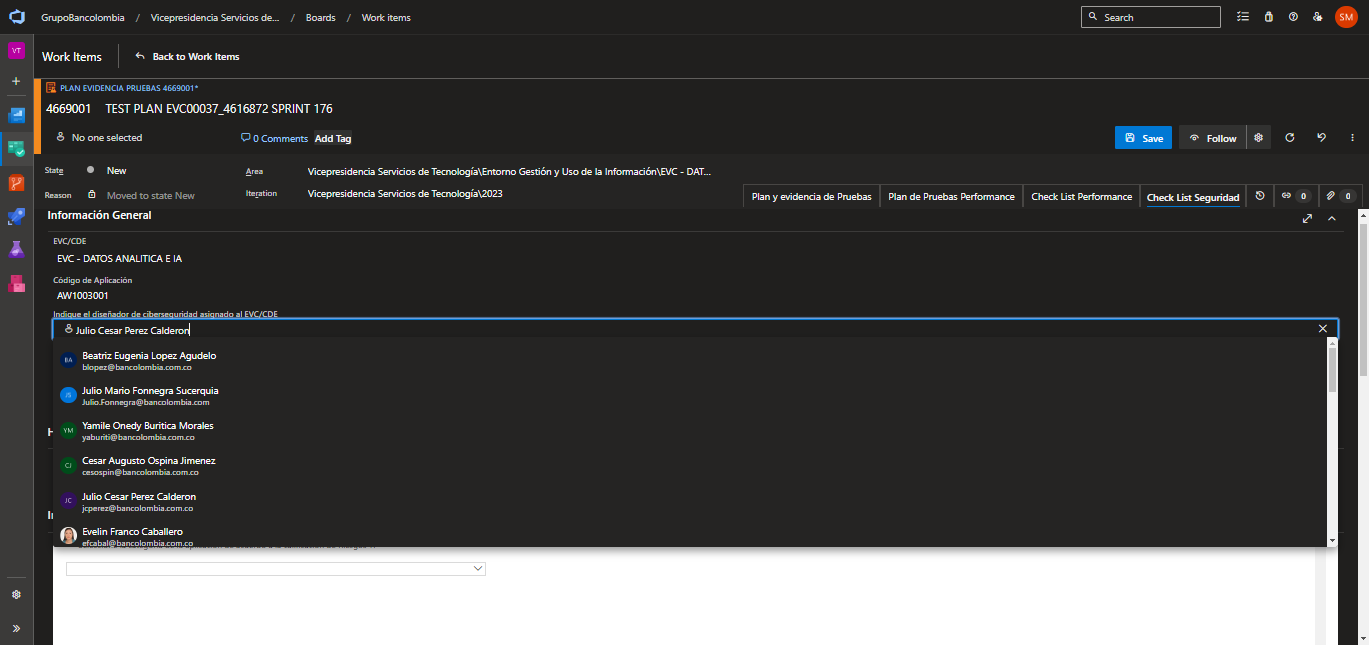 GrupoBancolombia / Vicepresidencia Servicios de... / Boards / Work items
Search
SM
VT
Work Items
Back to Work Items
PLAN EVIDENCIA PRUEBAS 4669001*
4669001 TEST PLAN EVC00037_4616872 SPRINT 176
No one selected
0 Comments
Add Tag
Save
Follow
State
New
Area
Vicepresidencia Servicios de Tecnología\Entorno Gestión y Uso de la Información\EVC - DAT...
Reason
Moved to state New
Iteration
Vicepresidencia Servicios de Tecnología\2023
Plan y evidencia de Pruebas
Plan de Pruebas Performance
Check List Performance
Check List Seguridad
0
0
Información General
EVC/CDE
EVC - DATOS ANALITICA E IA
Código de Aplicación
AW1003001
Indique el diseñador de ciberseguridad asignado al EVC/CDE
Julio Cesar Perez Calderon
BA
Beatriz Eugenia Lopez Agudelo
blopez@bancolombia.com.co
Julio Mario Fonnegra Sucerquia
Julio.Fonnegra@bancolombia.com
YM
Yamile Onedy Buritica Morales
yaburiti@bancolombia.com.co
CJ
Cesar Augusto Ospina Jimenez
cesospin@bancolombia.com.co
JC
Julio Cesar Perez Calderon
jcperez@bancolombia.com.co
Evelin Franco Caballero
efcabal@bancolombia.com.co